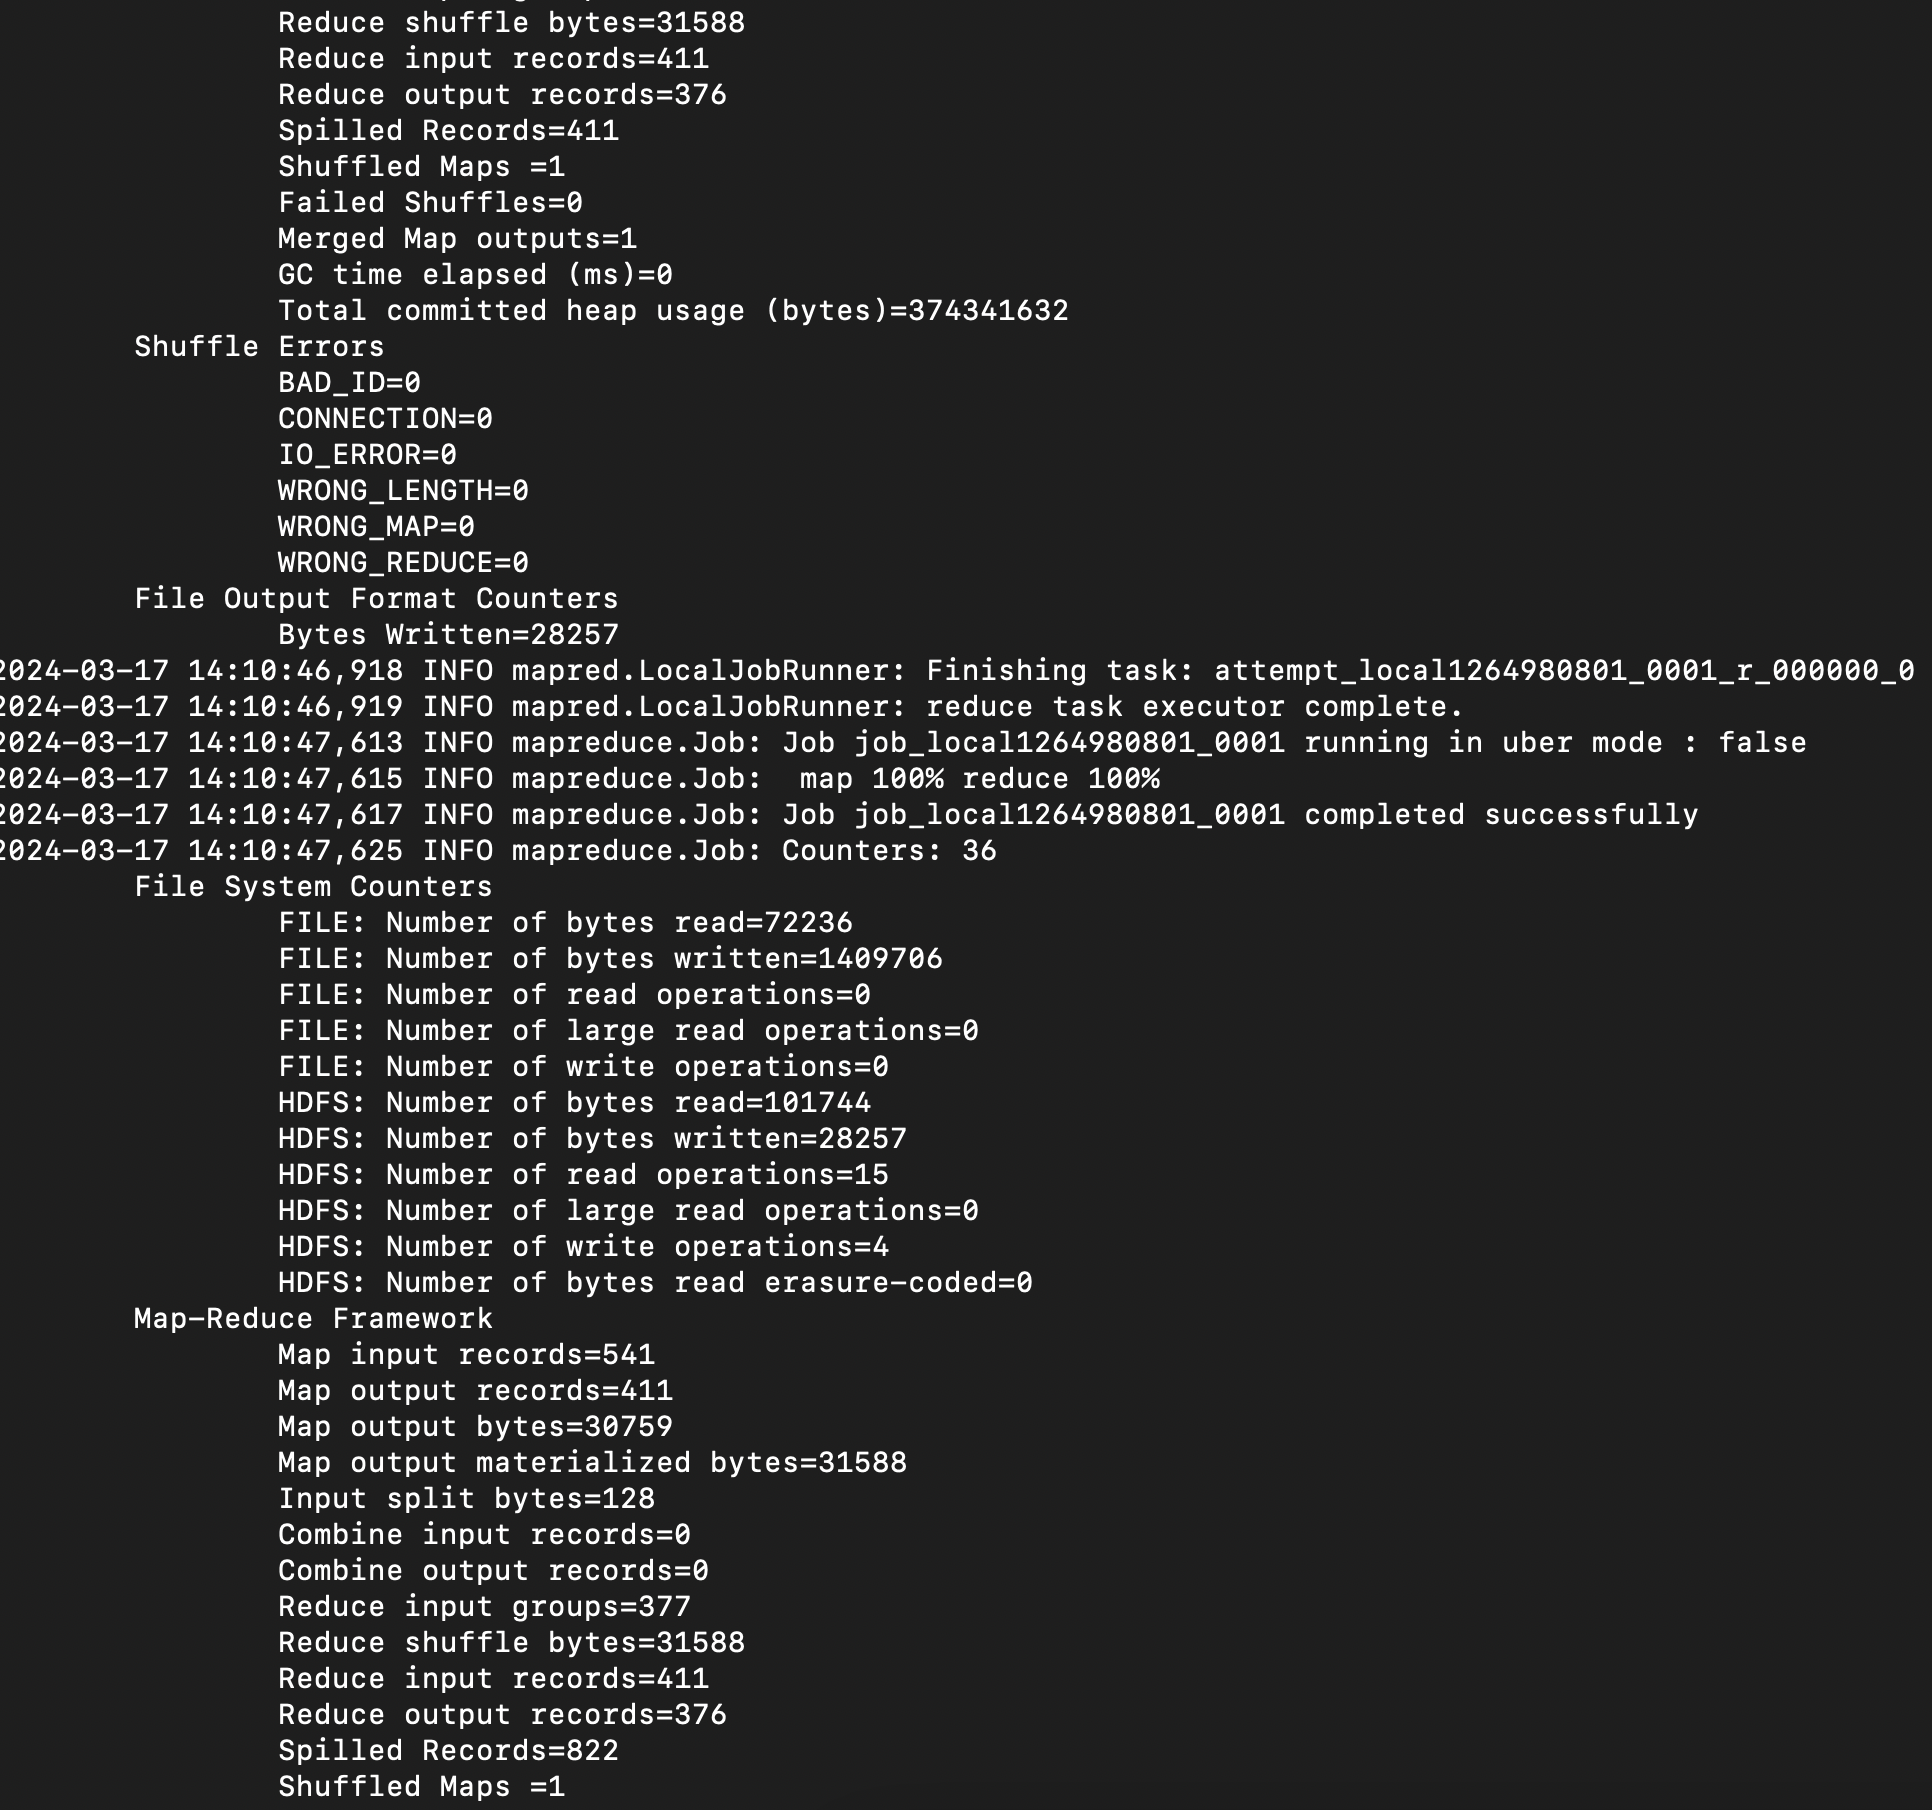 Reduce shuffle bytes=31588
Reduce input records=411
Reduce output records=376
Spilled Records=411
Shuffled Maps =1
Failed Shuffles=0
Merged Map outputs=1
GC time elapsed (ms)=0
Total committed heap usage (bytes)=374341632
Shuffle Errors
BAD_ID=0
CONNECTION=0
IO_ERROR=0
WRONG_LENGTH=0
WRONG_MAP=0
WRONG_REDUCE=0
File Output Format Counters
Bytes Written=28257
2024-03-17 14:10:46,918 INFO mapred.LocalJobRunner: Finishing task: attempt_local1264980801_0001_r_000000_0
2024-03-17 14:10:46,919 INFO mapred.LocalJobRunner: reduce task executor complete.
2024-03-17 14:10:47,613 INFO mapreduce.Job: Job job_local1264980801_0001 running in uber mode : false
2024-03-17 14:10:47,615 INFO mapreduce.Job:  map 100% reduce 100%
2024-03-17 14:10:47,617 INFO mapreduce.Job: Job job_local1264980801_0001 completed successfully
2024-03-17 14:10:47,625 INFO mapreduce.Job: Counters: 36
File System Counters
FILE: Number of bytes read=72236
FILE: Number of bytes written=1409706
FILE: Number of read operations=0
FILE: Number of large read operations=0
FILE: Number of write operations=0
HDFS: Number of bytes read=101744
HDFS: Number of bytes written=28257
HDFS: Number of read operations=15
HDFS: Number of large read operations=0
HDFS: Number of write operations=4
HDFS: Number of bytes read erasure-coded=0
Map-Reduce Framework
Map input records=541
Map output records=411
Map output bytes=30759
Map output materialized bytes=31588
Input split bytes=128
Combine input records=0
Combine output records=0
Reduce input groups=377
Reduce shuffle bytes=31588
Reduce input records=411
Reduce output records=376
Spilled Records=822
Shuffled Maps =1